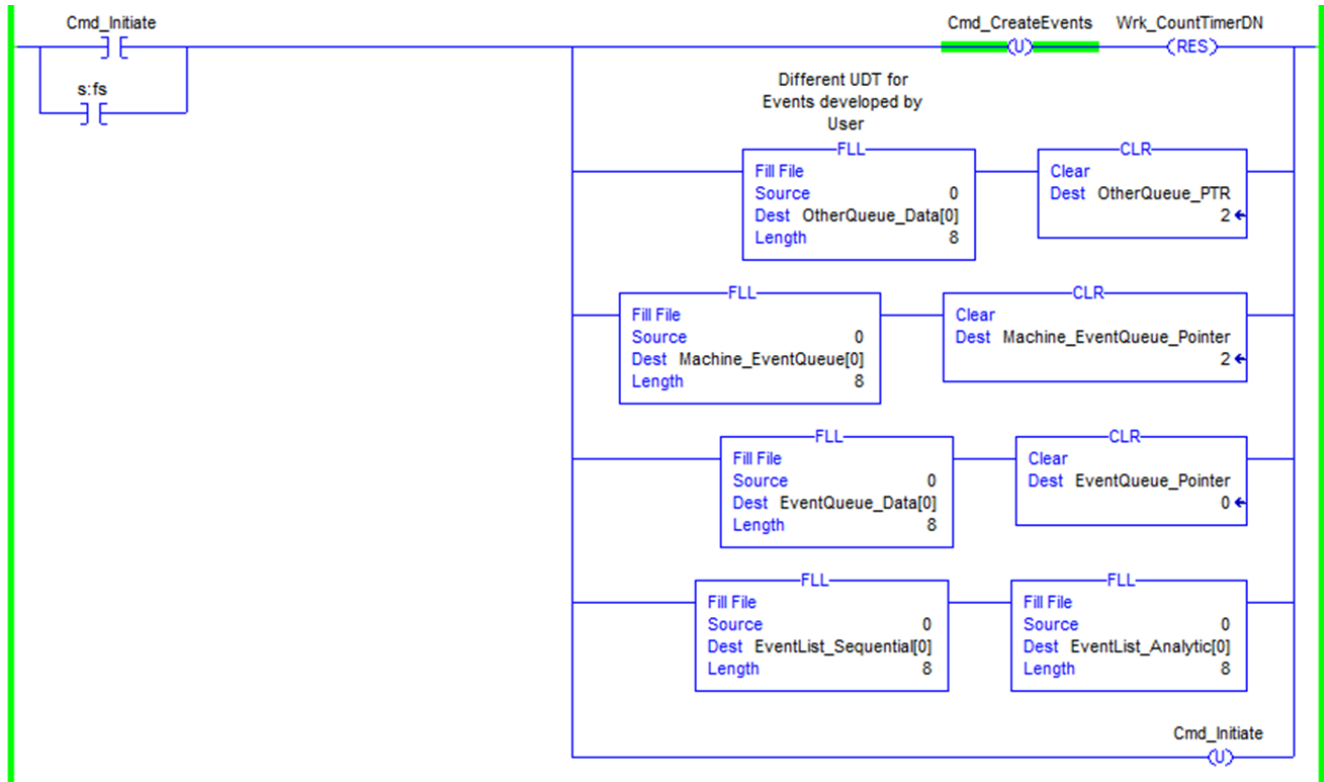 Cmd_Initiate
Cmd_CreateEvents Wrk_CountTimerDN
U RES
s:fs
Different UDT for
Events developed by
User
FLL
Fill File
Source 0
Dest OtherQueue_Data[0]
Length 8
CLR
Clear
Dest OtherQueue_PTR
2
FLL
Fill File
Source 0
Dest Machine_EventQueue[0]
Length 8
CLR
Clear
Dest Machine_EventQueue_Pointer
2
FLL
Fill File
Source 0
Dest EventQueue_Data[0]
Length 8
CLR
Clear
Dest EventQueue_Pointer
0
FLL
Fill File
Source 0
Dest EventList_Sequential[0]
Length 8
FLL
Fill File
Source 0
Dest EventList_Analytic[0]
Length 8
Cmd_Initiate
U